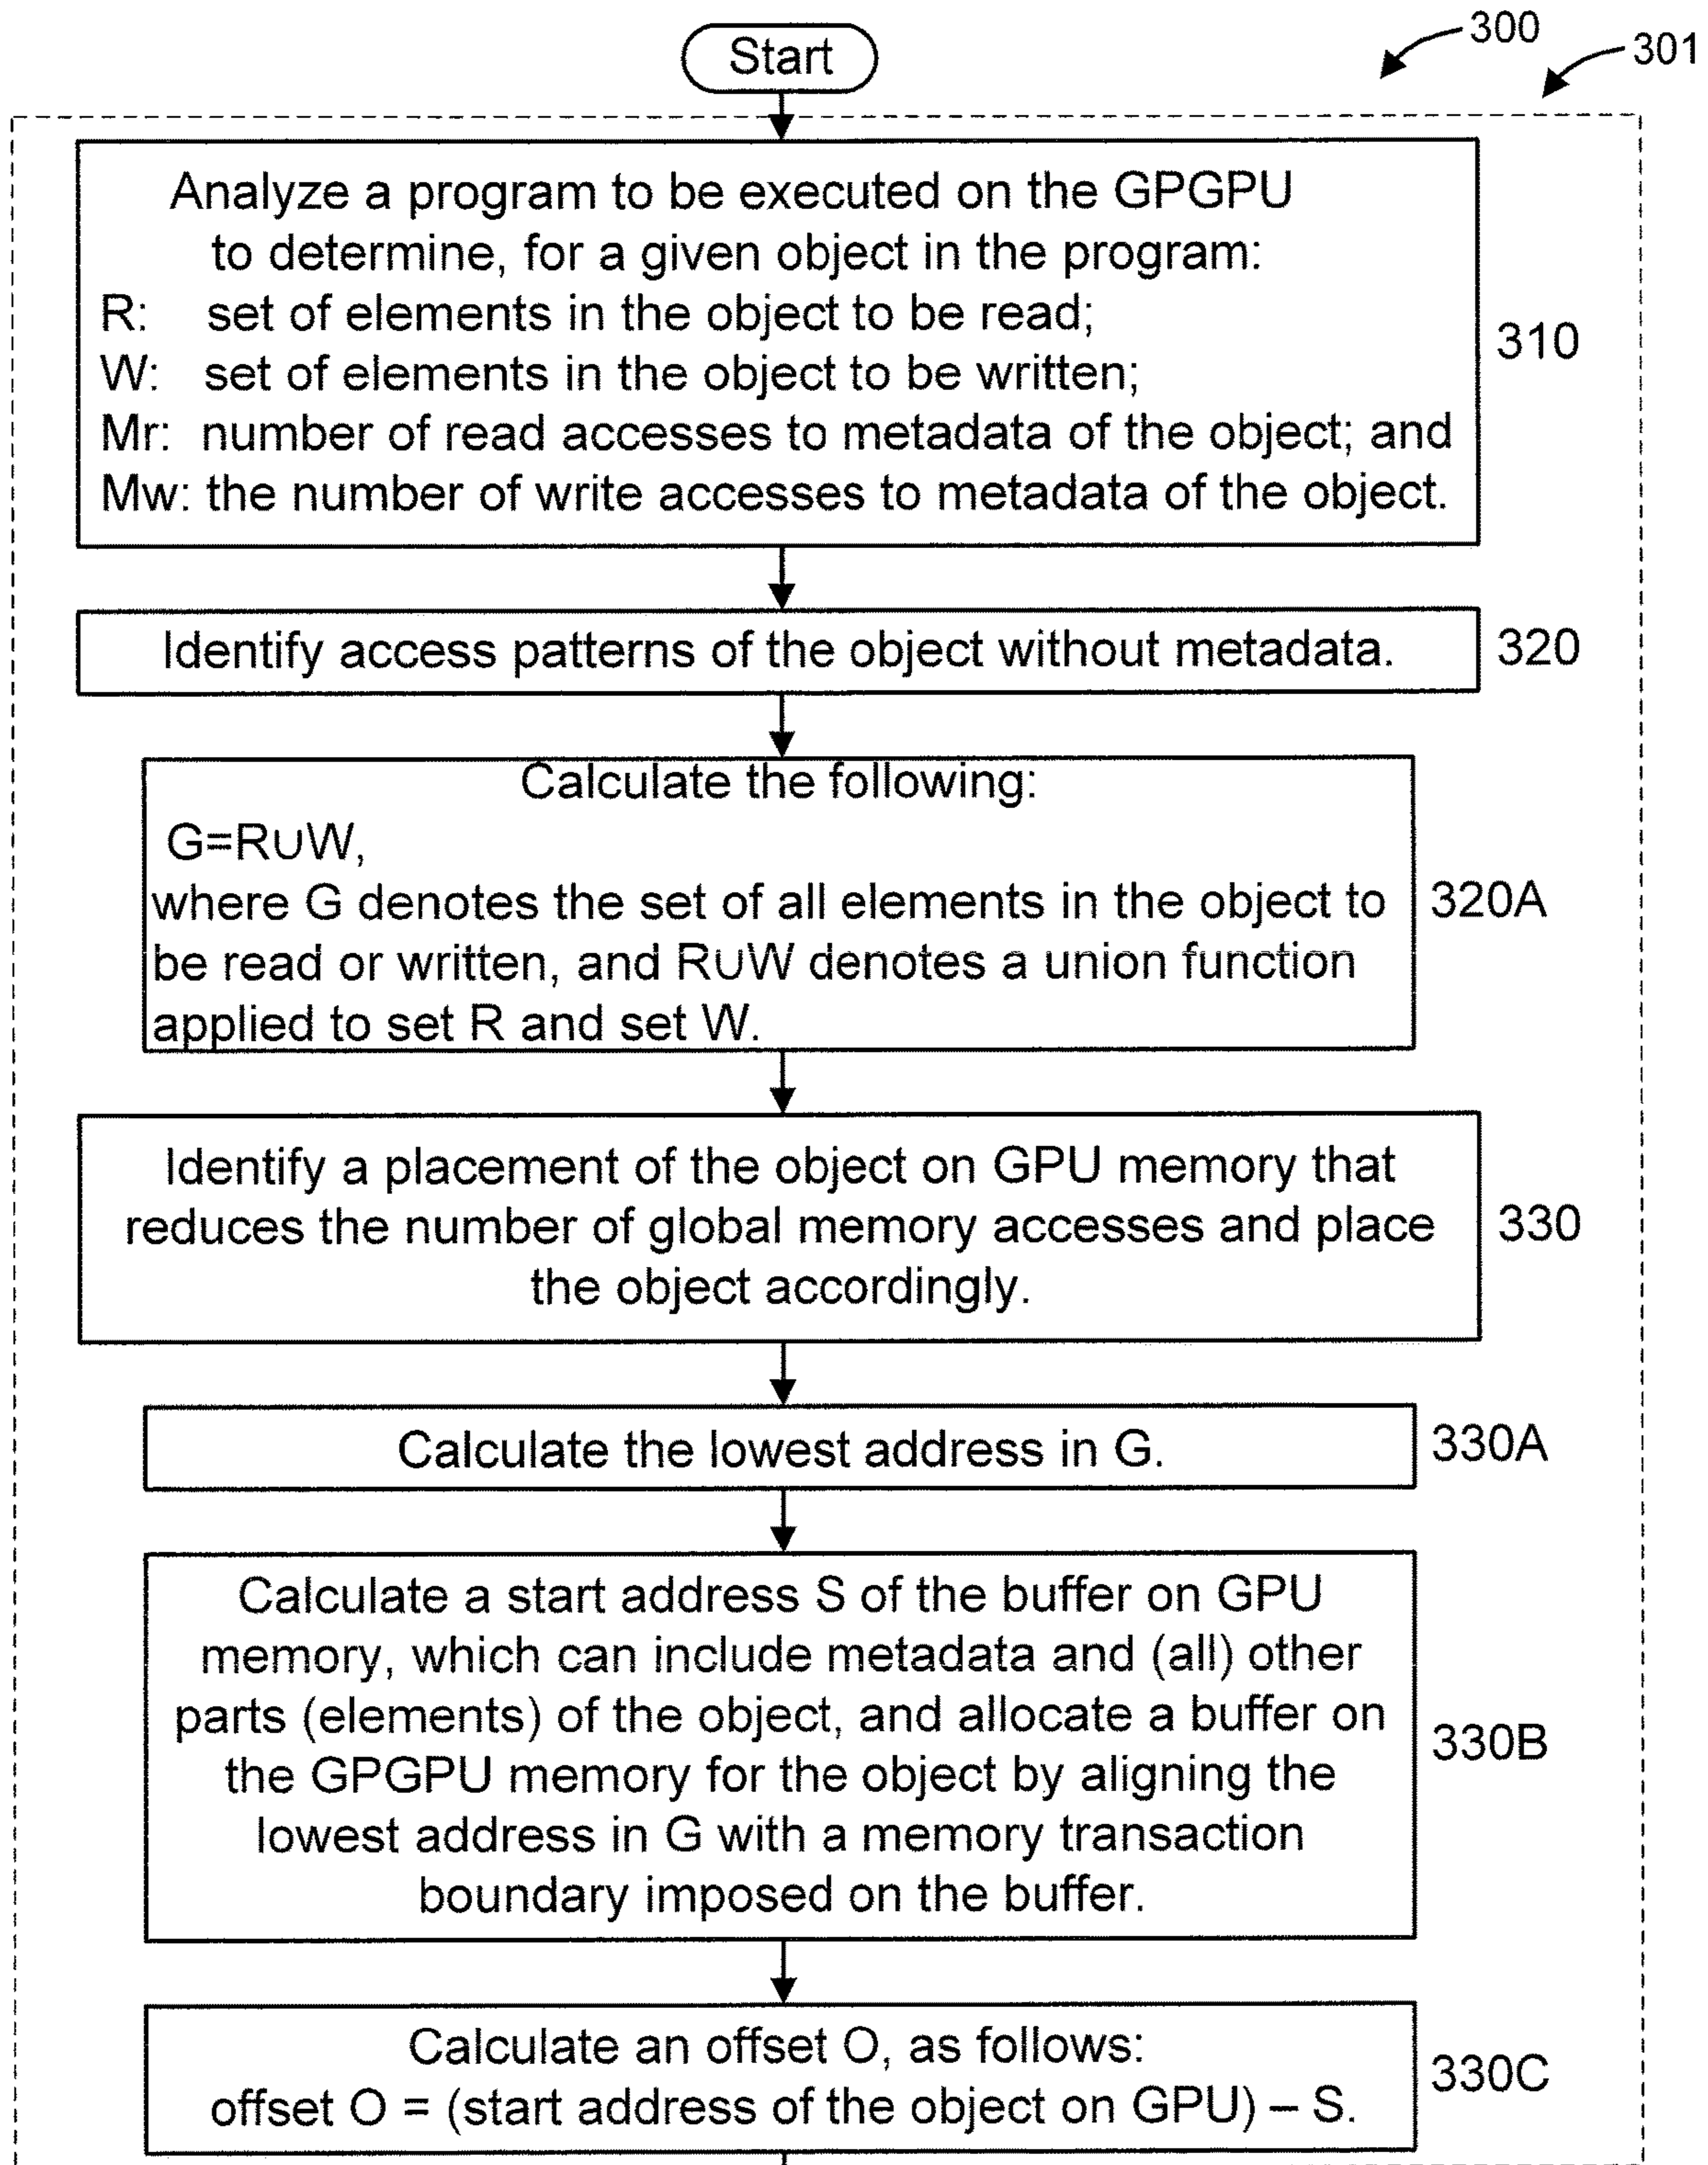 Start
300
301
Analyze a program to be executed on the GPGPU
to determine, for a given object in the program:
R: set of elements in the object to be read;
W: set of elements in the object to be written;
Mr: number of read accesses to metadata of the object; and
Mw: the number of write accesses to metadata of the object.
310
Identify access patterns of the object without metadata.
320
Calculate the following:
G=R∪W,
where G denotes the set of all elements in the object to
be read or written, and R∪W denotes a union function
applied to set R and set W.
320A
Identify a placement of the object on GPU memory that
reduces the number of global memory accesses and place
the object accordingly.
330
Calculate the lowest address in G.
330A
Calculate a start address S of the buffer on GPU
memory, which can include metadata and (all) other
parts (elements) of the object, and allocate a buffer on
the GPGPU memory for the object by aligning the
lowest address in G with a memory transaction
boundary imposed on the buffer.
330B
Calculate an offset O, as follows:
offset O = (start address of the object on GPU) – S.
330C